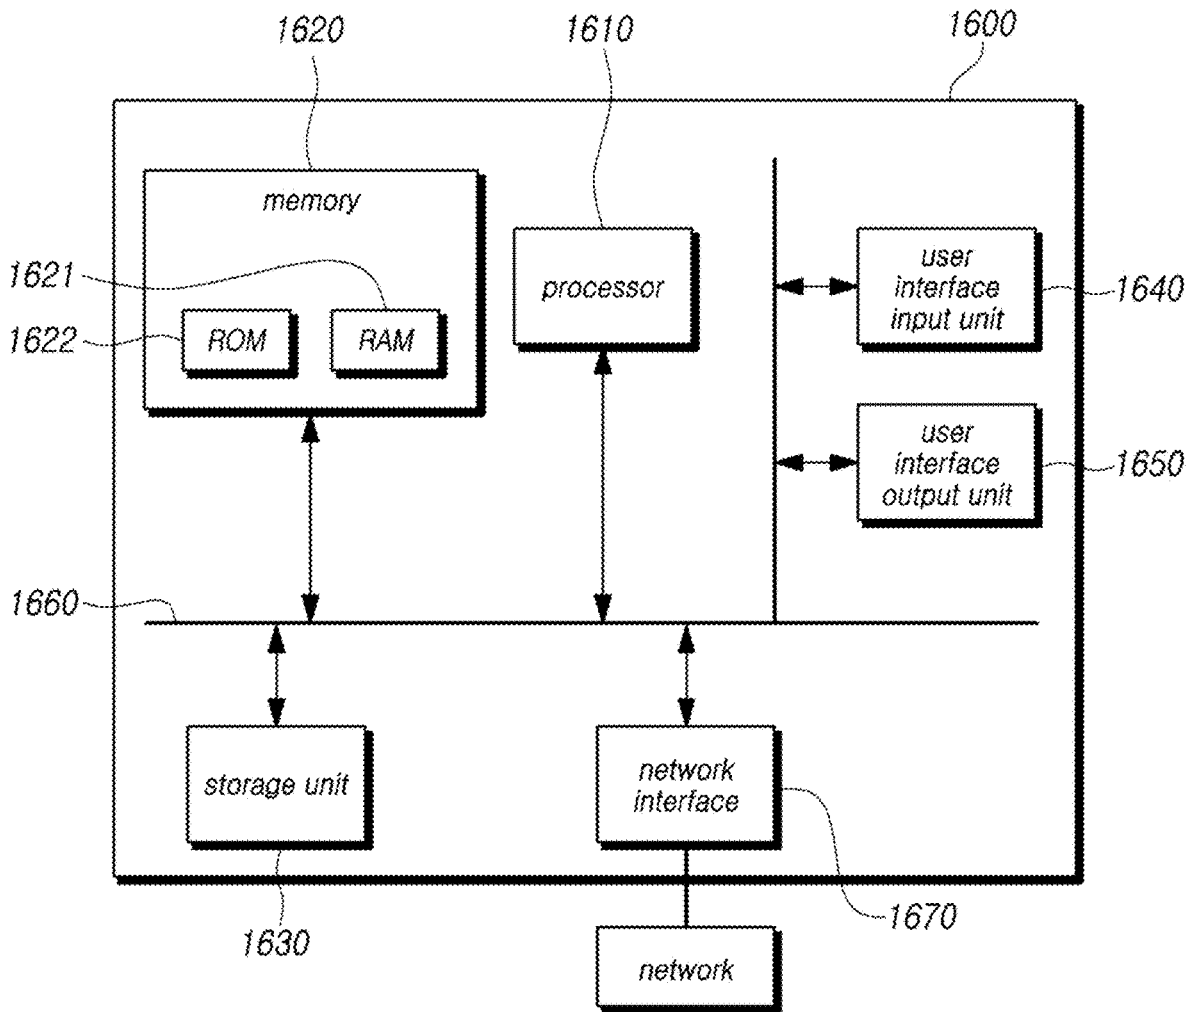 1620
1610
1600
memory
1621
processor
user
interface
input unit
1640
1622
ROM
RAM
user
interface
output unit
1650
1660
storage unit
network
interface
1630
1670
network